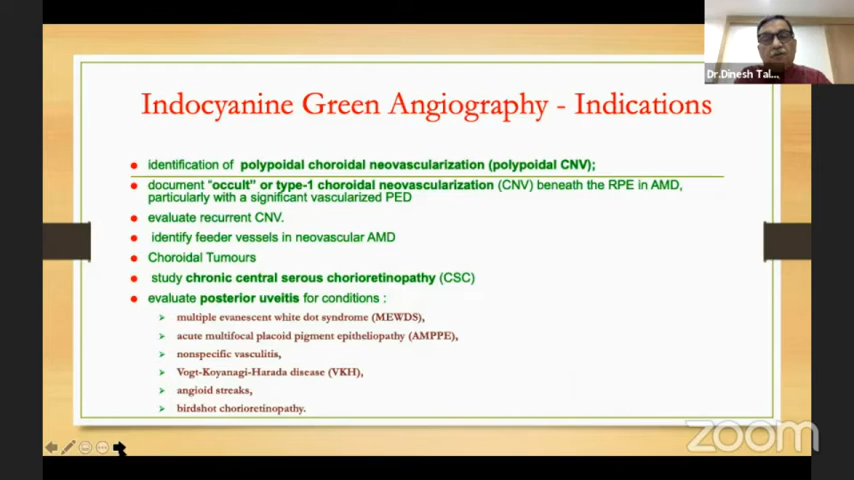 Dr.Dinesh Tal...
Indocyanine Green Angiography - Indications
identification of polypoidal choroidal neovascularization (polypoidal CNV);
document “occult” or type-1 choroidal neovascularization (CNV) beneath the RPE in AMD,
particularly with a significant vascularized PED
evaluate recurrent CNV.
identify feeder vessels in neovascular AMD
Choroidal Tumours
study chronic central serous chorioretinopathy (CSC)
evaluate posterior uveitis for conditions :
multiple evanescent white dot syndrome (MEWDS),
acute multifocal placoid pigment epitheliopathy (AMPPE),
nonspecific vasculitis,
Vogt-Koyanagi-Harada disease (VKH),
angioid streaks,
birdshot chorioretinopathy.
zoom